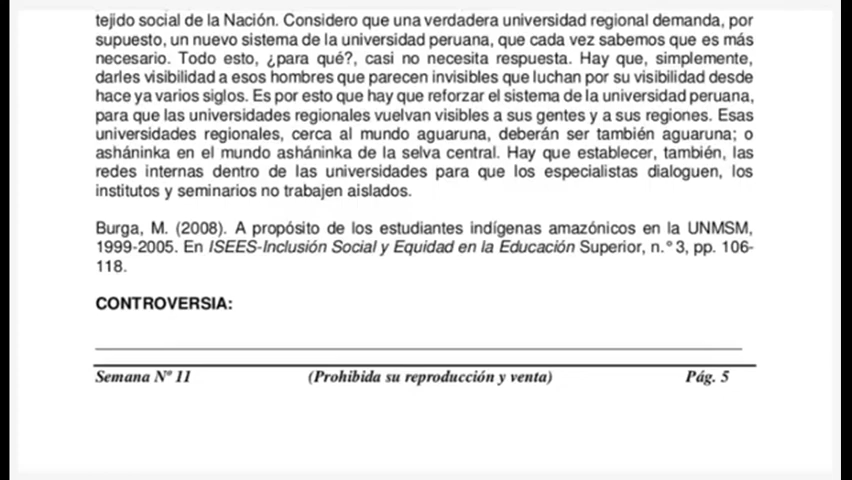 tejido social de la Nación. Considero que una verdadera universidad regional demanda, por
supuesto, un nuevo sistema de la universidad peruana, que cada vez sabemos que es más
necesario. Todo esto, ¿para qué?, casi no necesita respuesta. Hay que, simplemente,
darles visibilidad a esos hombres que parecen invisibles que luchan por su visibilidad desde
hace ya varios siglos. Es por esto que hay que reforzar el sistema de la universidad peruana,
para que las universidades regionales vuelvan visibles a sus gentes y a sus regiones. Esas
universidades regionales, cerca al mundo aguaruna, deberán ser también aguaruna; o
asháninka en el mundo asháninka de la selva central. Hay que establecer, también, las
redes internas dentro de las universidades para que los especialistas dialoguen, los
institutos y seminarios no trabajen aislados.
Burga, M. (2008). A propósito de los estudiantes indígenas amazónicos en la UNMSM,
1999-2005. En ISEES-Inclusión Social y Equidad en la Educación Superior, n.° 3, pp. 106-
118.
CONTROVERSIA:
Semana Nº 11 (Prohibida su reproducción y venta) Pág. 5